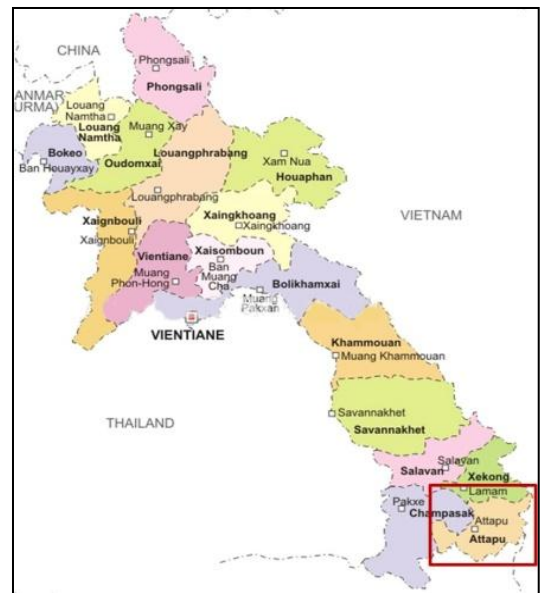 CHINA
Phongsali
Phongsali
ANMAR
URMA)
Louang
Namtha
Louang
Namtha
Muang Xay
Bokeo
Ban Houayxay
Oudomxai
Louangphrabang
Xam Nua
Houaphan
Louangphrabang
Xaignbouli
Xaignbouli
Xaingkhoang
Xaingkhoang
VIETNAM
Vientiane
Xaisomboun
Muang
Phon-Hong
Ban
Muang
Cha
Bolikhamxai
Muang
Pakxan
VIENTIANE
Khammouan
Muang Khammouan
THAILAND
Savannakhet
Savannakhet
Salavan
Salavan
Xekong
Lamam
Pakxe
Champasak
Attapu
Attapu